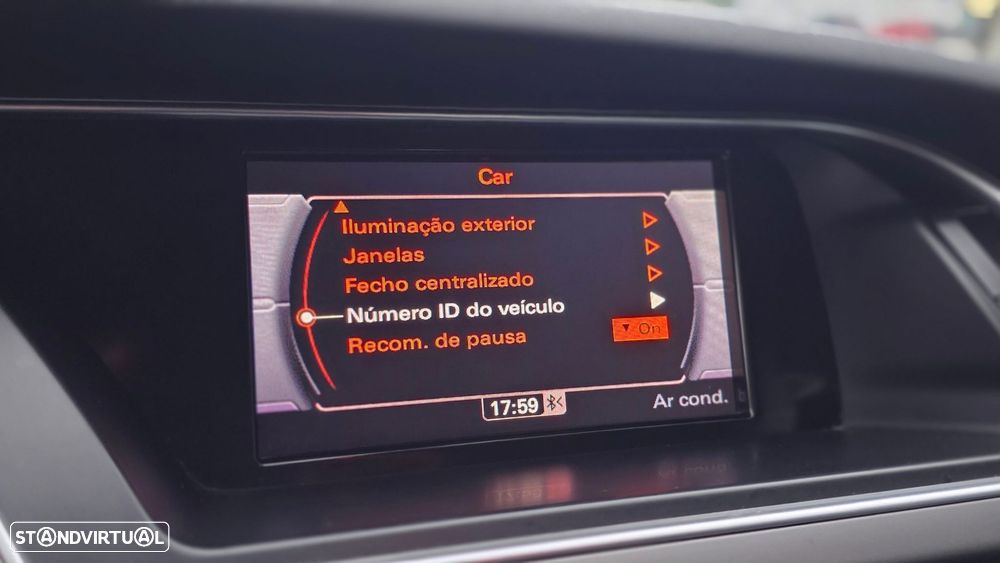 Car
Iluminação exterior
Janelas
Fecho centralizado
Número ID do veículo
Recom. de pausa
On
17:59
Ar cond.
STANDVIRTUAL